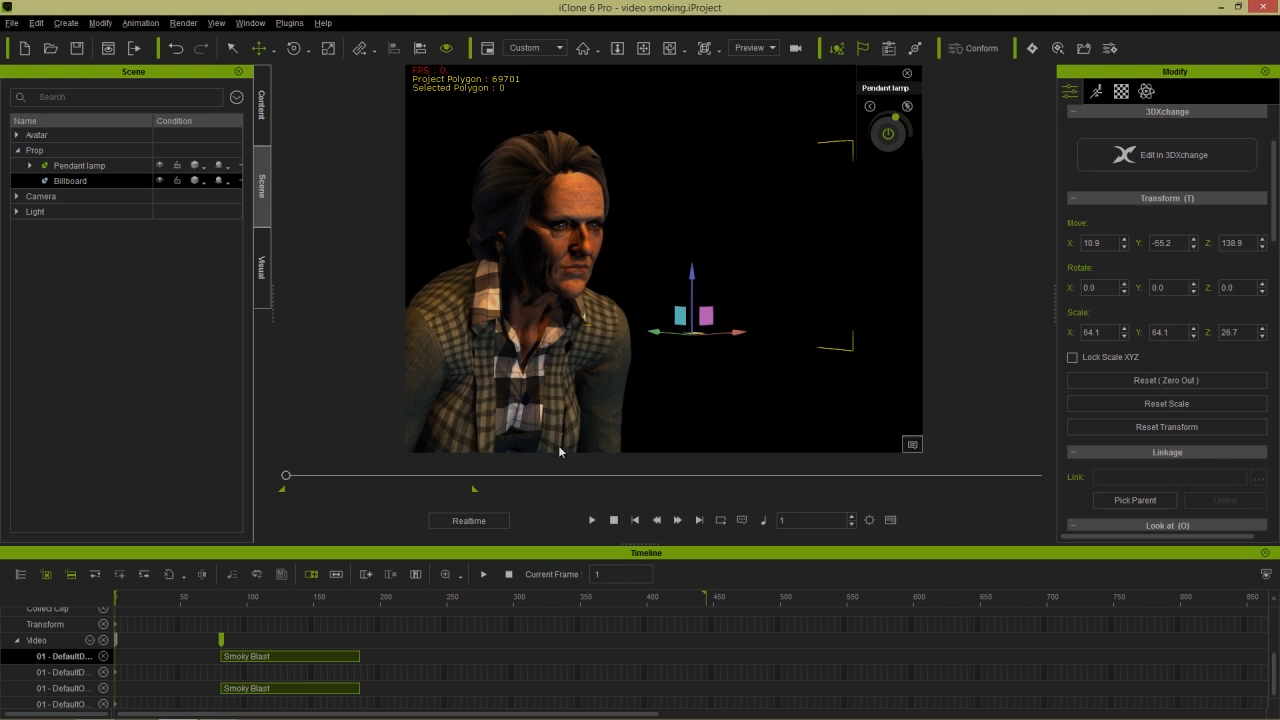 iClone 6 Pro - video smoking.iProject
File Edit Create Modify Animation Render View Window Plugins Help
Custom Preview Conform
Scene
Search
Name Condition
Avatar
Prop
Pendant lamp
Billboard
Camera
Light
Content
Scene
Visual
FPS : 0
Project Polygon : 69701
Selected Polygon : 0
Pendant lamp
Realtime
1
Modify
3DXchange
Edit in 3DXchange
Transform (T)
Move:
X: 10.9 Y: -55.2 Z: 138.9
Rotate:
X: 0.0 Y: 0.0 Z: 0.0
Scale:
X: 64.1 Y: 64.1 Z: 26.7
Lock Scale XYZ
Reset ( Zero Out )
Reset Scale
Reset Transform
Linkage
Link: ...
Pick Parent Unlink
Look at (O)
Timeline
Current Frame : 1
50 100 150 200 250 300 350 400 450 500 550 600 650 700 750 800 850
Collect Clip
Transform
Video
01 - DefaultD... Smoky Blast
01 - DefaultD...
01 - DefaultO... Smoky Blast
01 - DefaultO...